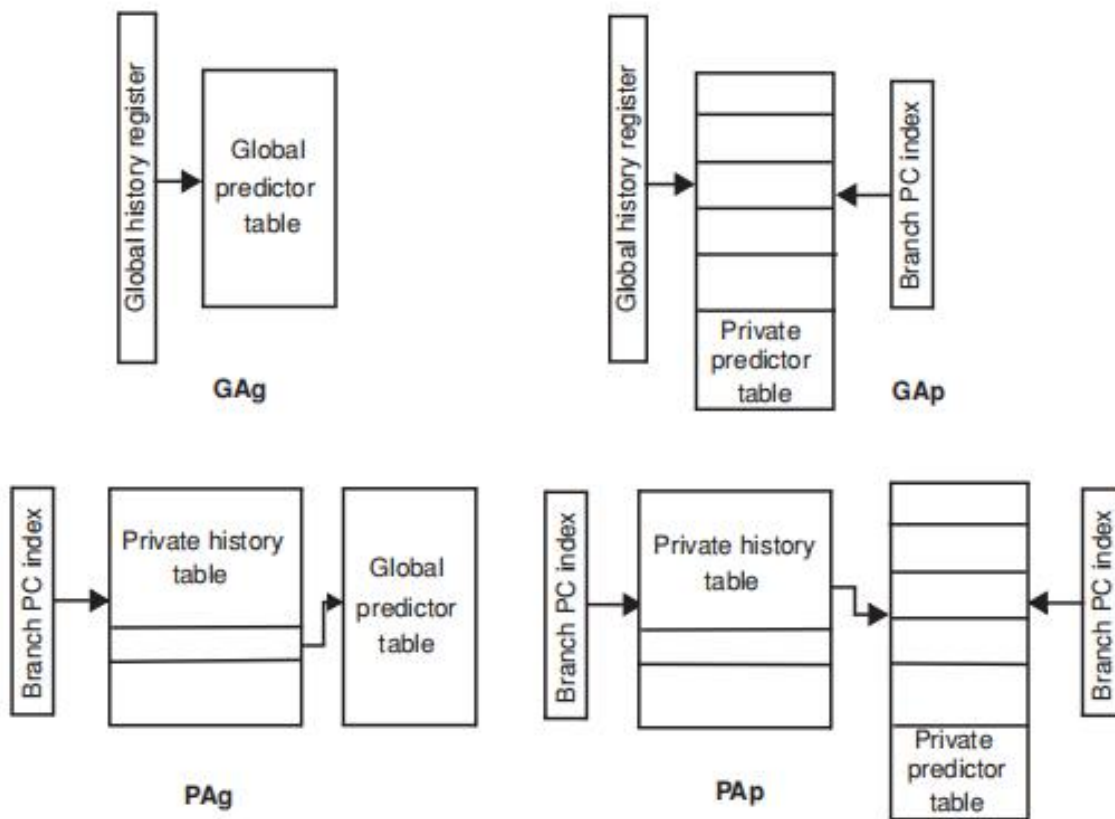 Global history register
Global
predictor
table
GAg
Global history register
Private
predictor
table
Branch PC index
GAp
Branch PC index
Private history
table
Global
predictor
table
PAg
Branch PC index
Private history
table
Private
predictor
table
Branch PC index
PAp